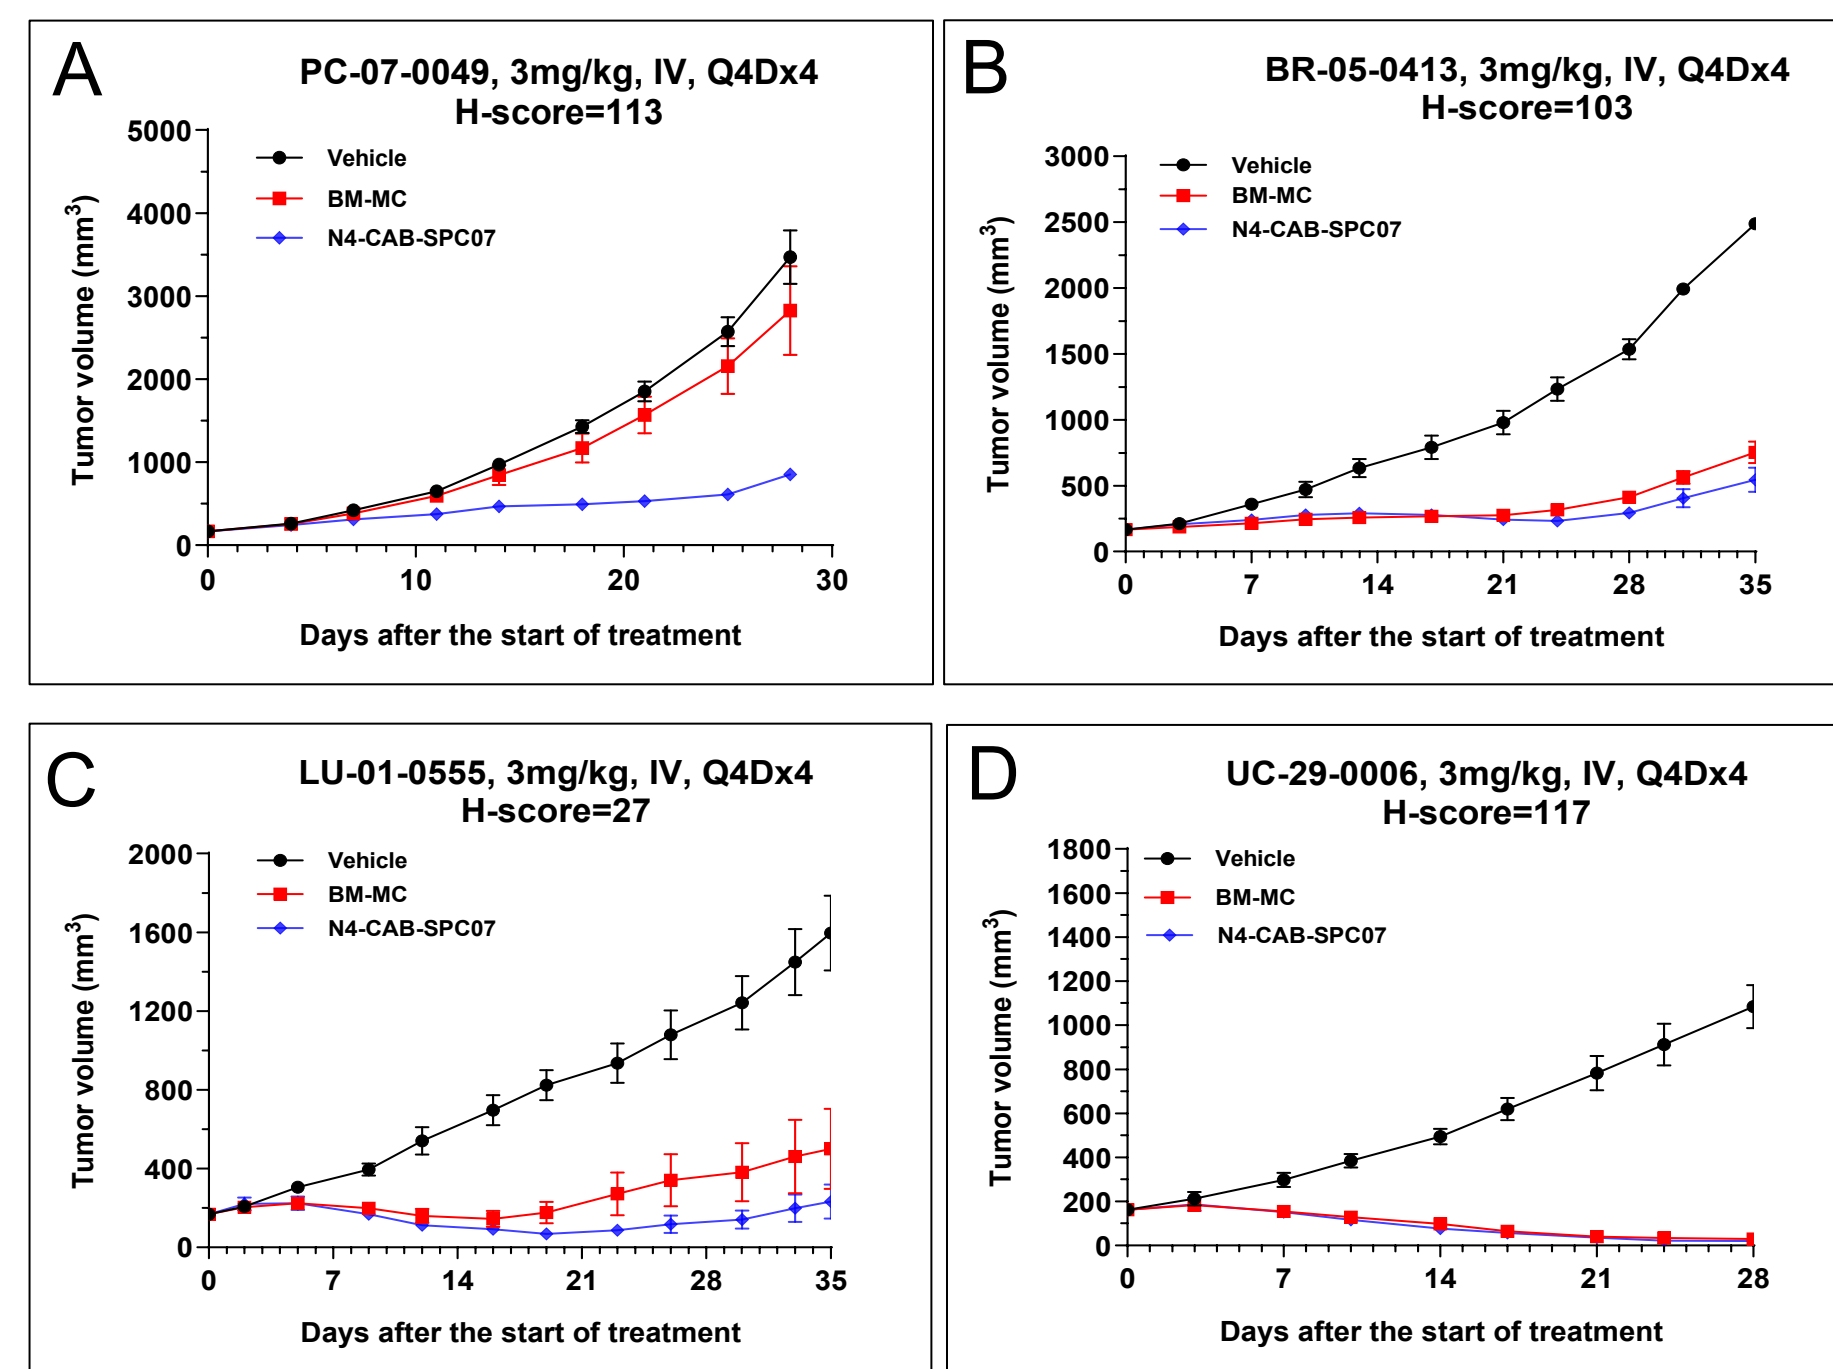 A
PC-07-0049, 3mg/kg, IV, Q4Dx4
H-score=113
5000
4000
3000
2000
1000
0
Tumor volume (mm³)
Vehicle
BM-MC
N4-CAB-SPC07
0 10 20 30
Days after the start of treatment
B
BR-05-0413, 3mg/kg, IV, Q4Dx4
H-score=103
3000
2500
2000
1500
1000
500
0
Tumor volume (mm³)
Vehicle
BM-MC
N4-CAB-SPC07
0 7 14 21 28 35
Days after the start of treatment
C
LU-01-0555, 3mg/kg, IV, Q4Dx4
H-score=27
2000
1600
1200
800
400
0
Tumor volume (mm³)
Vehicle
BM-MC
N4-CAB-SPC07
0 7 14 21 28 35
Days after the start of treatment
D
UC-29-0006, 3mg/kg, IV, Q4Dx4
H-score=117
1800
1600
1400
1200
1000
800
600
400
200
0
Tumor volume (mm³)
Vehicle
BM-MC
N4-CAB-SPC07
0 7 14 21 28
Days after the start of treatment